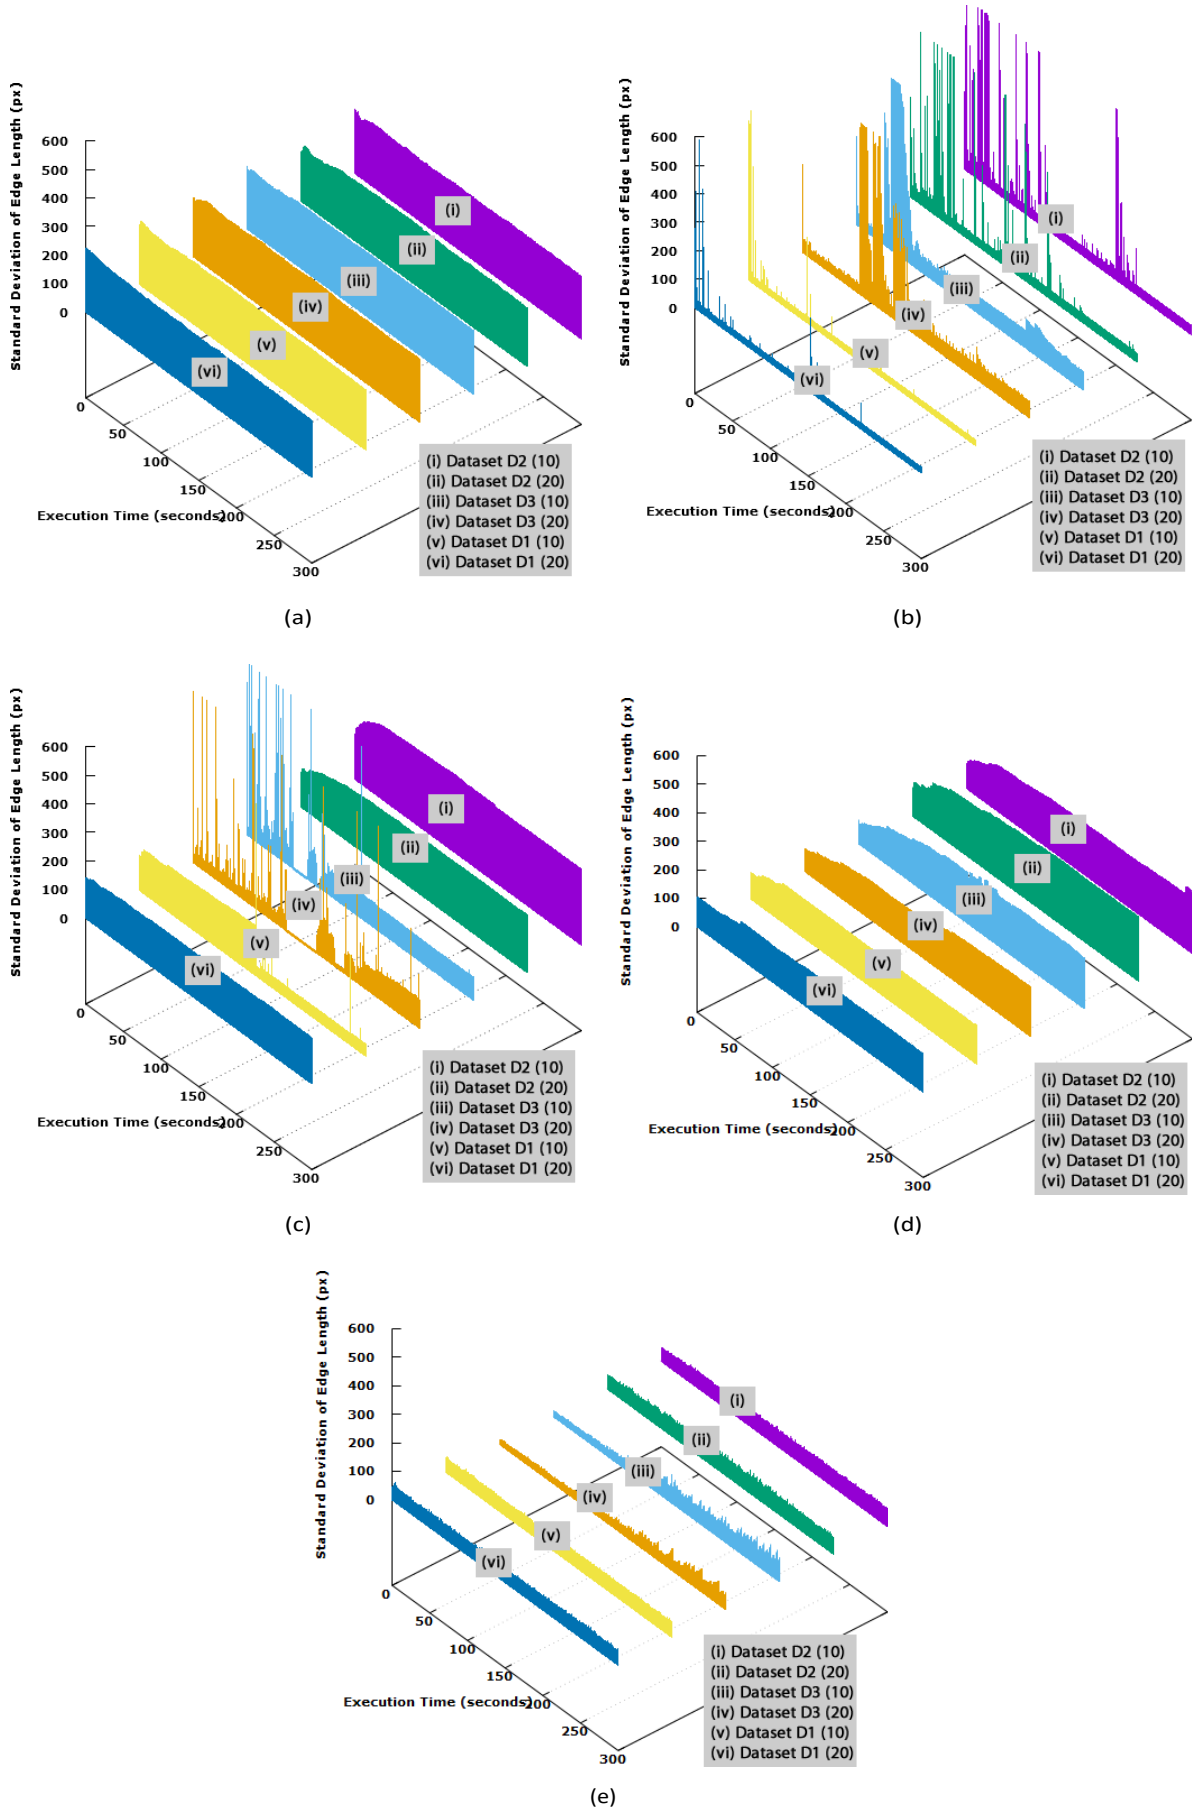 Standard Deviation of Edge Length (px)
600
500
400
300
200
100
0
0
50
100
150
200
250
300
Execution Time (seconds)
(i)
(ii)
(iii)
(iv)
(v)
(vi)
(i) Dataset D2 (10)
(ii) Dataset D2 (20)
(iii) Dataset D3 (10)
(iv) Dataset D3 (20)
(v) Dataset D1 (10)
(vi) Dataset D1 (20)
(a)
Standard Deviation of Edge Length (px)
600
500
400
300
200
100
0
0
50
100
150
200
250
300
Execution Time (seconds)
(i)
(ii)
(iii)
(iv)
(v)
(vi)
(i) Dataset D2 (10)
(ii) Dataset D2 (20)
(iii) Dataset D3 (10)
(iv) Dataset D3 (20)
(v) Dataset D1 (10)
(vi) Dataset D1 (20)
(b)
Standard Deviation of Edge Length (px)
600
500
400
300
200
100
0
0
50
100
150
200
250
300
Execution Time (seconds)
(i)
(ii)
(iii)
(iv)
(v)
(vi)
(i) Dataset D2 (10)
(ii) Dataset D2 (20)
(iii) Dataset D3 (10)
(iv) Dataset D3 (20)
(v) Dataset D1 (10)
(vi) Dataset D1 (20)
(c)
Standard Deviation of Edge Length (px)
600
500
400
300
200
100
0
0
50
100
150
200
250
300
Execution Time (seconds)
(i)
(ii)
(iii)
(iv)
(v)
(vi)
(i) Dataset D2 (10)
(ii) Dataset D2 (20)
(iii) Dataset D3 (10)
(iv) Dataset D3 (20)
(v) Dataset D1 (10)
(vi) Dataset D1 (20)
(d)
Standard Deviation of Edge Length (px)
600
500
400
300
200
100
0
0
50
100
150
200
250
300
Execution Time (seconds)
(i)
(ii)
(iii)
(iv)
(v)
(vi)
(i) Dataset D2 (10)
(ii) Dataset D2 (20)
(iii) Dataset D3 (10)
(iv) Dataset D3 (20)
(v) Dataset D1 (10)
(vi) Dataset D1 (20)
(e)